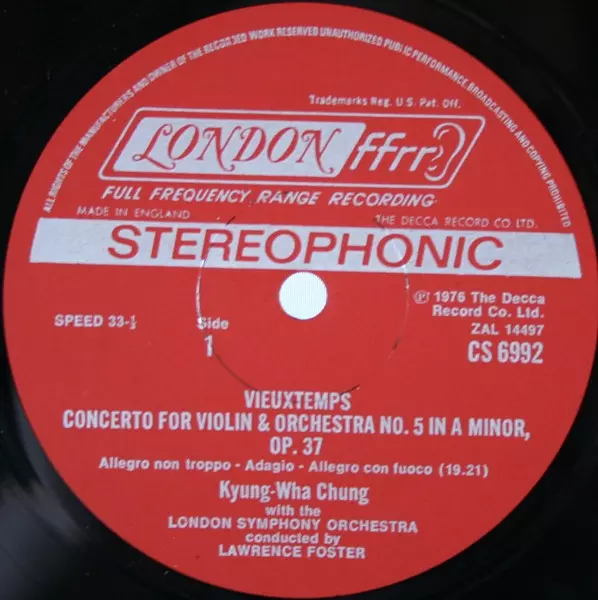 ALL RIGHTS OF THE MANUFACTURERS AND OWNER OF THE RECORDED WORK RESERVED UNAUTHORIZED PUBLIC PERFORMANCE, BROADCASTING AND COPYING PROHIBITED
Trademarks Reg. U.S. Pat. Off.
LONDON ffrr
FULL FREQUENCY RANGE RECORDING
MADE IN ENGLAND THE DECCA RECORD CO LTD.
STEREOPHONIC
SPEED 33-⅓ Side
1
Ⓟ 1976 The Decca
Record Co. Ltd.
ZAL 14497
CS 6992
VIEUXTEMPS
CONCERTO FOR VIOLIN & ORCHESTRA NO. 5 IN A MINOR,
OP. 37
Allegro non troppo - Adagio - Allegro con fuoco (19.21)
Kyung-Wha Chung
with the
LONDON SYMPHONY ORCHESTRA
conducted by
LAWRENCE FOSTER